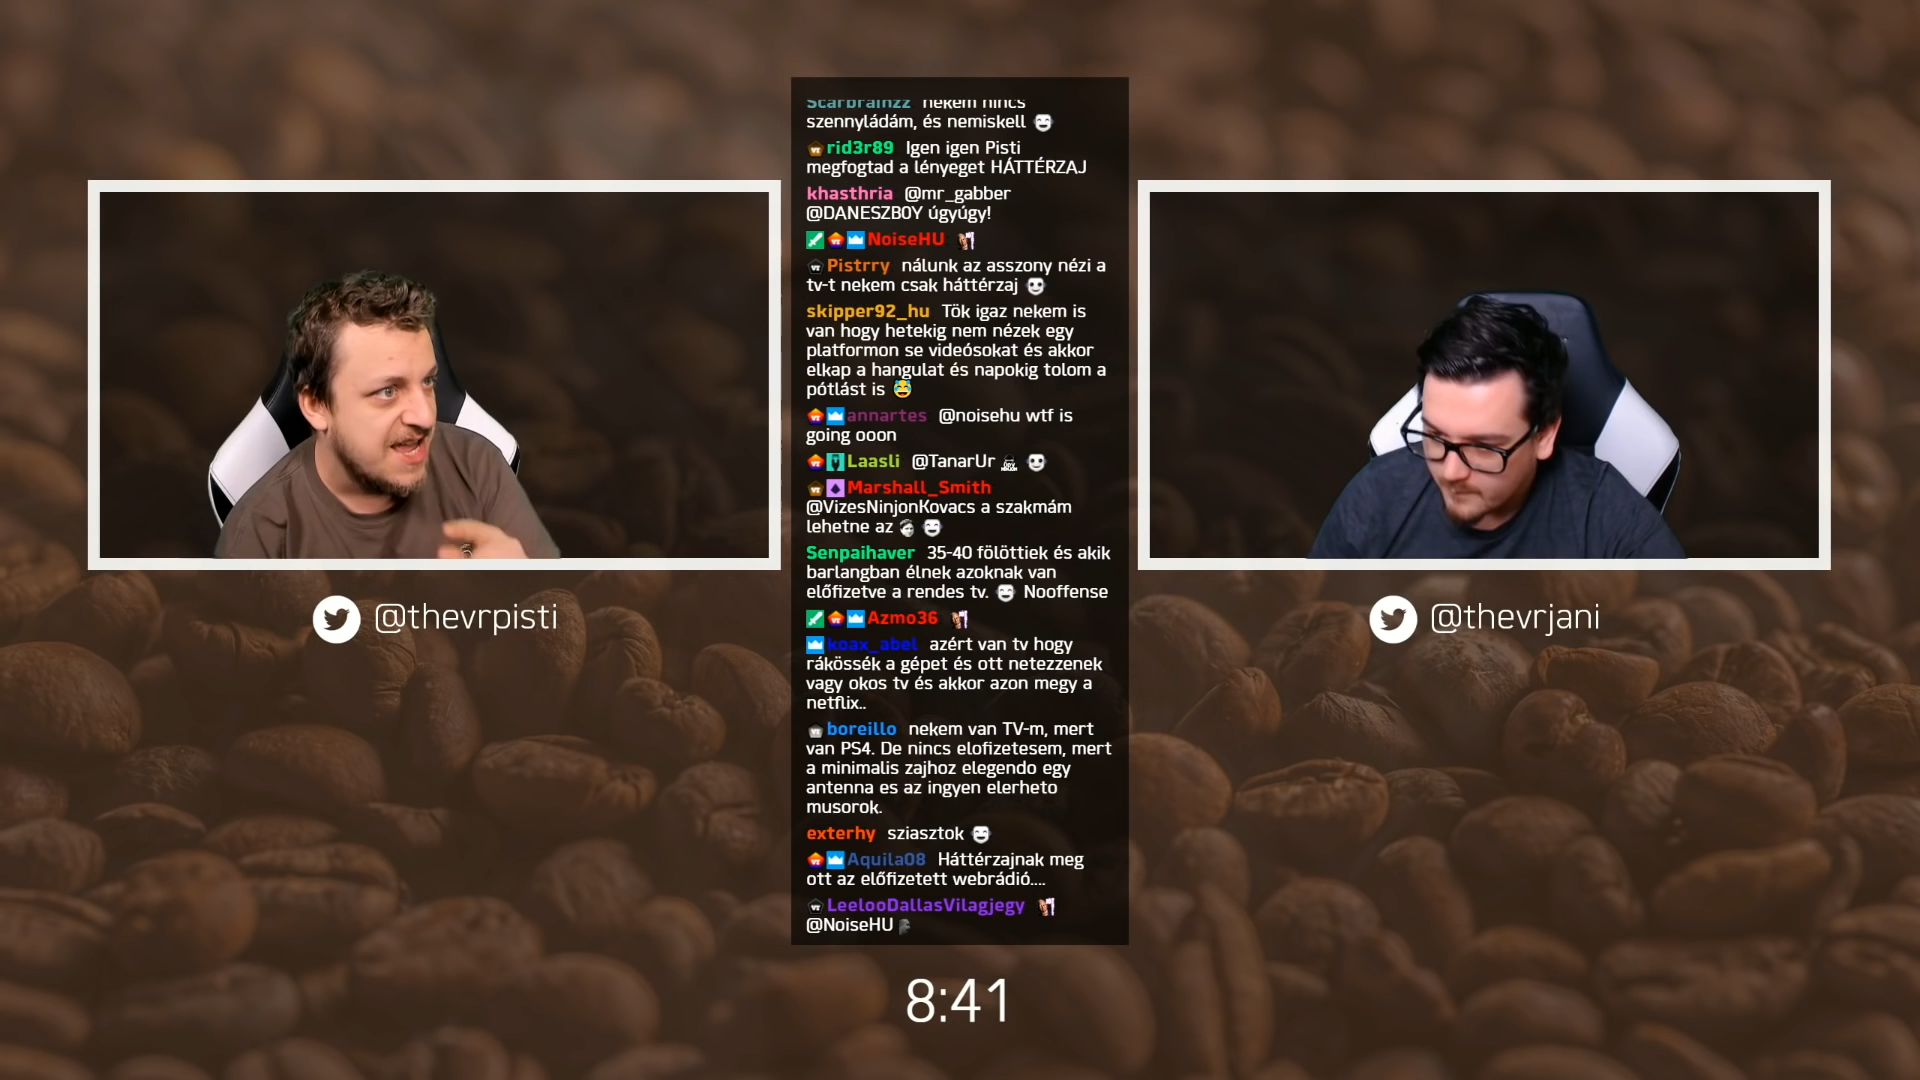 Scarbrainzz nekem nincs
szennyládám, és nemiskell
rid3r89 Igen igen Pisti
megfogtad a lényeget HÁTTÉRZAJ
khasthria @mr_gabber
@DANESZB0Y úgyúgy!
NoiseHU
Pistrry nálunk az asszony nézi a
tv-t nekem csak háttérzaj
skipper92_hu Tök igaz nekem is
van hogy hetekig nem nézek egy
platformon se videósokat és akkor
elkap a hangulat és napokig tolom a
pótlást is
annartes @noisehu wtf is
going ooon
Laasli @TanarUr
Marshall_Smith
@VizesNinjonKovacs a szakmám
lehetne az
Senpaihaver 35-40 fölöttiek és akik
barlangban élnek azoknak van
előfizetve a rendes tv. Nooffense
Azmo36
koax_abel azért van tv hogy
rákössék a gépet és ott netezzenek
vagy okos tv és akkor azon megy a
netflix..
boreillo nekem van TV-m, mert
van PS4. De nincs elofizetesem, mert
a minimalis zajhoz elegendo egy
antenna es az ingyen elerheto
musorok.
exterhy sziasztok
Aquila08 Háttérzajnak meg
ott az előfizetett webrádió....
LeelooDallasVilagjegy
@NoiseHU
@thevrpisti
@thevrjani
8:41